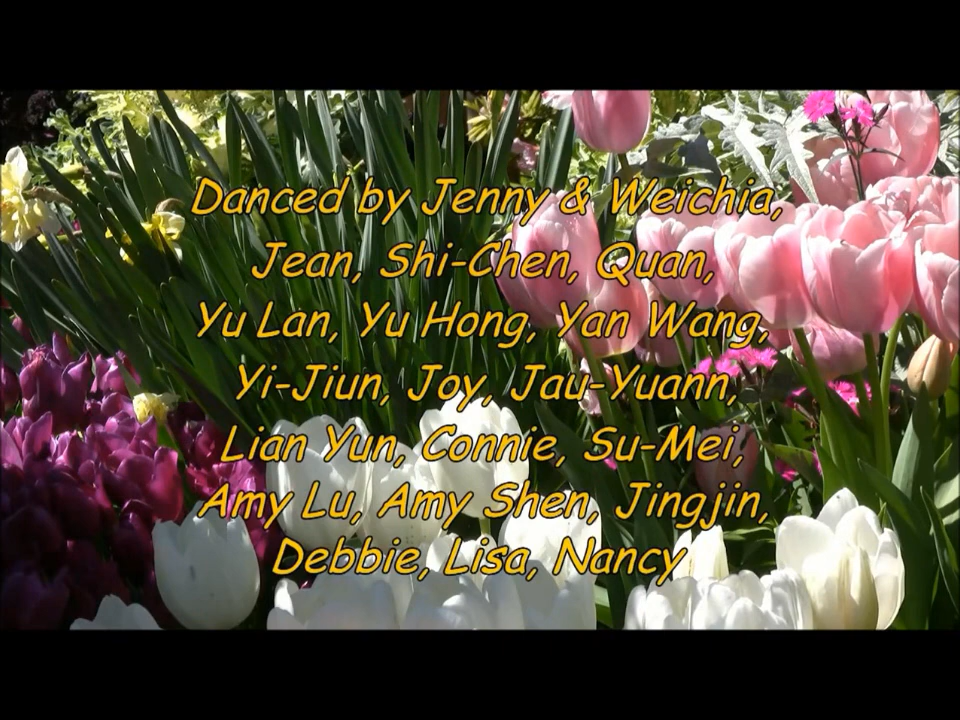 Danced by Jenny & Weichia,
Jean, Shi-Chen, Quan,
Yu Lan, Yu Hong, Yan Wang,
Yi-Jiun, Joy, Jau-Yuann,
Lian Yun, Connie, Su-Mei,
Amy Lu, Amy Shen, Jingjin,
Debbie, Lisa, Nancy